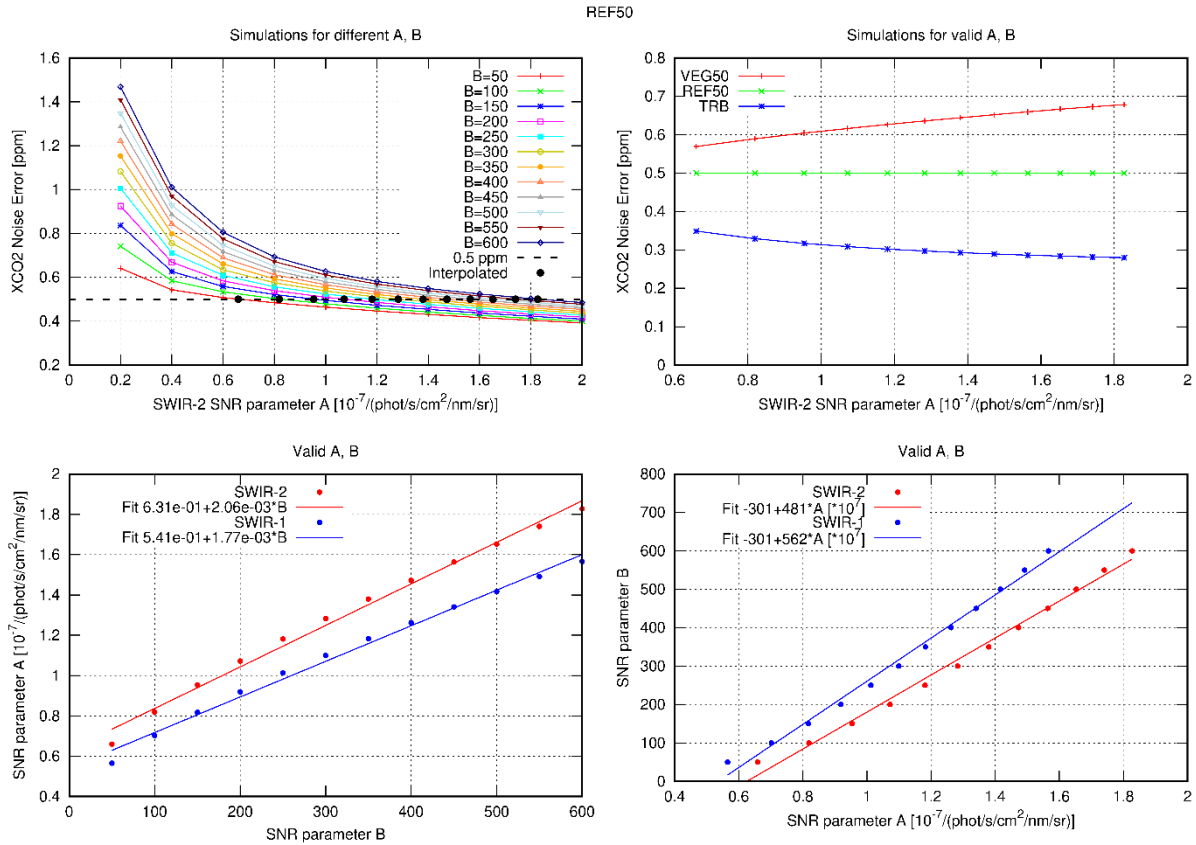 REF50
Simulations for different A, B
XCO2 Noise Error [ppm]
1.6
1.4
1.2
1
0.8
0.6
0.4
0.2
B=50
B=100
B=150
B=200
B=250
B=300
B=350
B=400
B=450
B=500
B=550
B=600
0.5 ppm
Interpolated
0 0.2 0.4 0.6 0.8 1 1.2 1.4 1.6 1.8 2
SWIR-2 SNR parameter A [10⁻⁷/(phot/s/cm²/nm/sr)]
Simulations for valid A, B
XCO2 Noise Error [ppm]
0.8
0.7
0.6
0.5
0.4
0.3
0.2
0.1
0
VEG50
REF50
TRB
0.6 0.8 1 1.2 1.4 1.6 1.8 2
SWIR-2 SNR parameter A [10⁻⁷/(phot/s/cm²/nm/sr)]
Valid A, B
SNR parameter A [10⁻⁷/(phot/s/cm²/nm/sr)]
2
1.8
1.6
1.4
1.2
1
0.8
0.6
0.4
SWIR-2
Fit 6.31e-01+2.06e-03*B
SWIR-1
Fit 5.41e-01+1.77e-03*B
0 100 200 300 400 500 600
SNR parameter B
Valid A, B
SNR parameter B
800
700
600
500
400
300
200
100
0
SWIR-2
Fit -301+481*A [*10⁷]
SWIR-1
Fit -301+562*A [*10⁷]
0.4 0.6 0.8 1 1.2 1.4 1.6 1.8 2
SNR parameter A [10⁻⁷/(phot/s/cm²/nm/sr)]